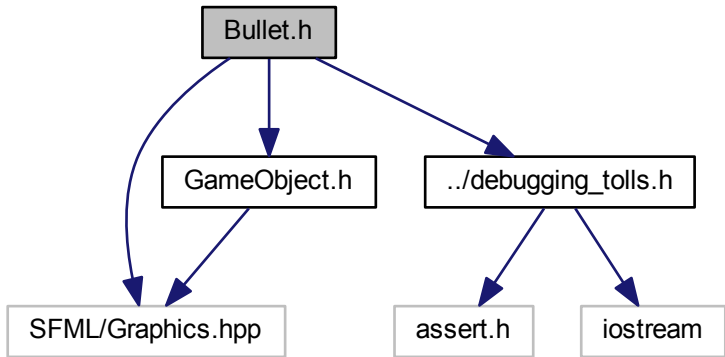 Bullet.h
GameObject.h
../debugging_tolls.h
SFML/Graphics.hpp
assert.h
iostream